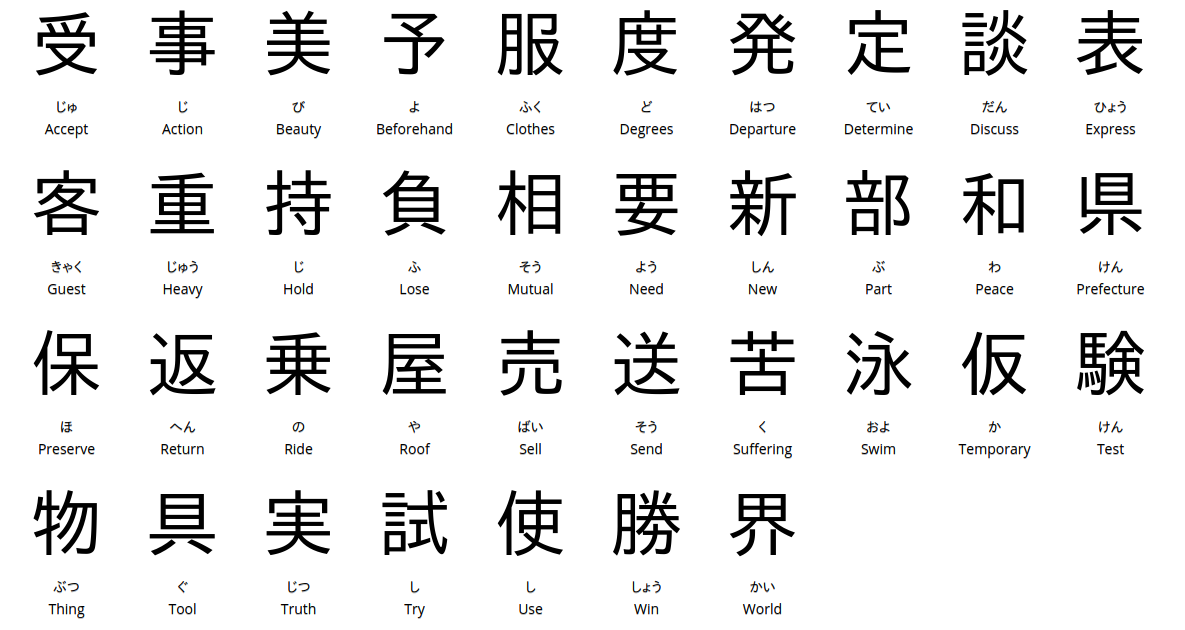 受 事 美 予 服 度 発 定 談 表
じゅ じ び よ ふく ど はつ てい だん ひょう
Accept Action Beauty Beforehand Clothes Degrees Departure Determine Discuss Express
客 重 持 負 相 要 新 部 和 県
きゃく じゅう じ ふ そう よう しん ぶ わ けん
Guest Heavy Hold Lose Mutual Need New Part Peace Prefecture
保 返 乗 屋 売 送 苦 泳 仮 験
ほ へん の や ばい そう く およ か けん
Preserve Return Ride Roof Sell Send Suffering Swim Temporary Test
物 具 実 試 使 勝 界
ぶつ ぐ じつ し し しょう かい
Thing Tool Truth Try Use Win World